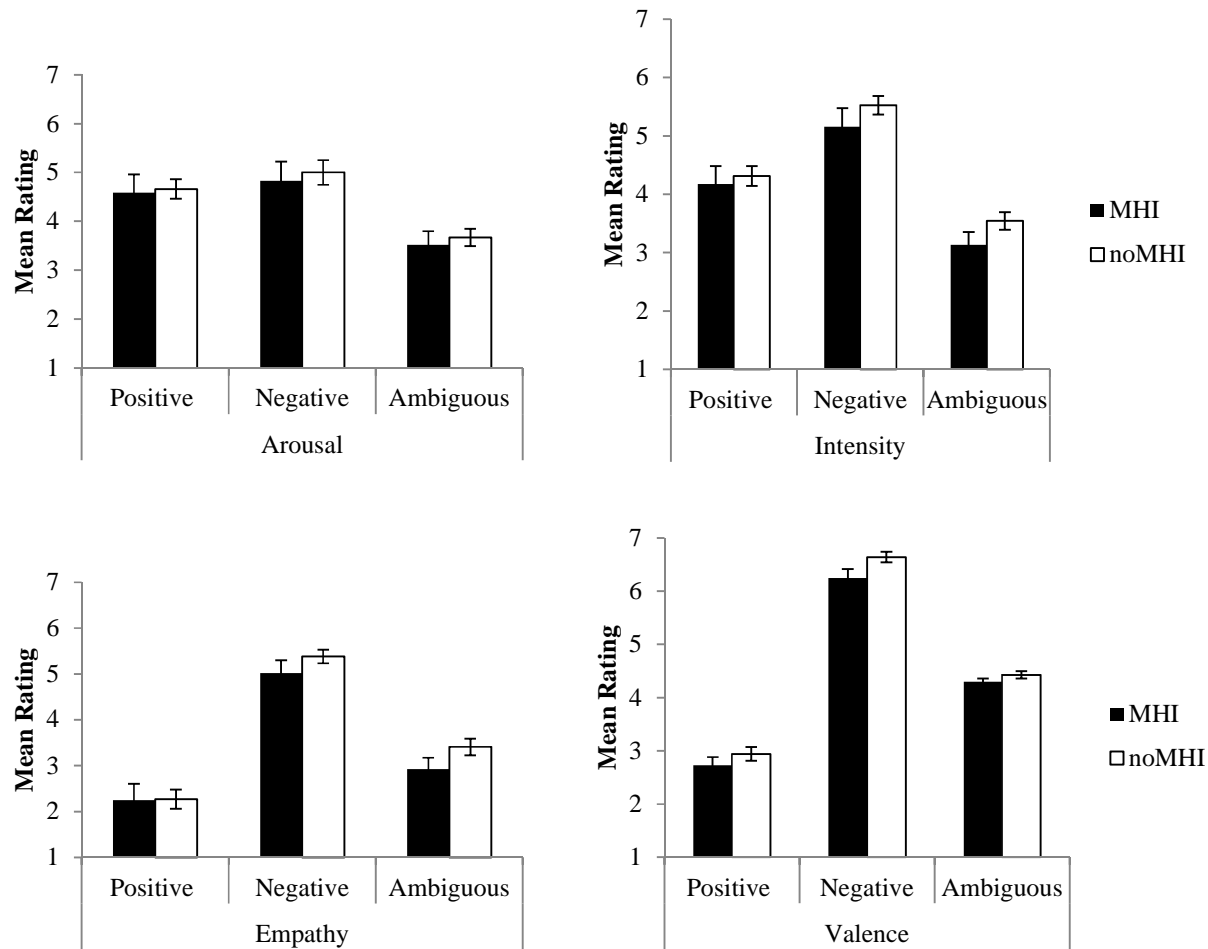 7
6
5
4
3
2
1
Mean Rating
Positive Negative Ambiguous
Arousal
7
6
5
4
3
2
1
Mean Rating
Positive Negative Ambiguous
Intensity
MHI
noMHI
7
6
5
4
3
2
1
Mean Rating
Positive Negative Ambiguous
Empathy
7
6
5
4
3
2
1
Mean Rating
Positive Negative Ambiguous
Valence
MHI
noMHI